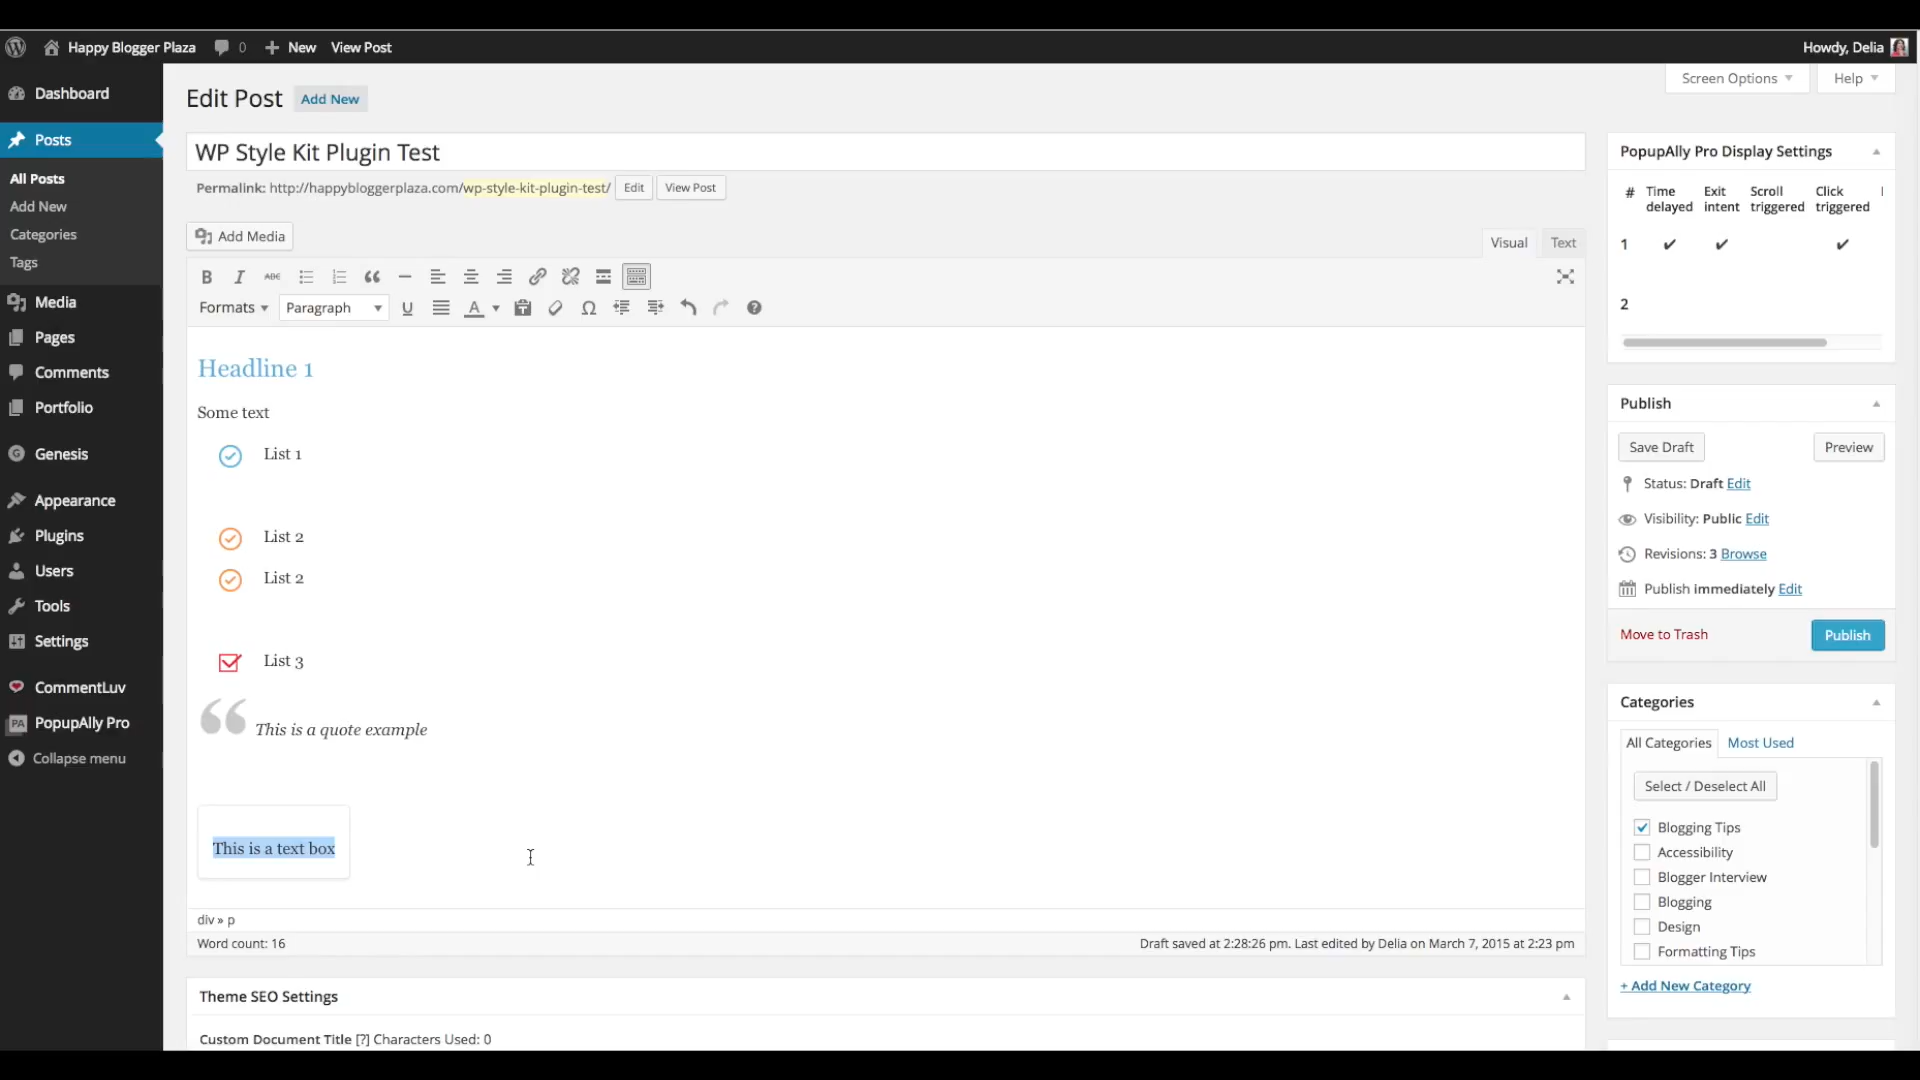 Happy Blogger Plaza 0 New View Post Howdy, Delia
Screen Options Help
Dashboard
Posts
All Posts
Add New
Categories
Tags
Media
Pages
Comments
Portfolio
Genesis
Appearance
Plugins
Users
Tools
Settings
CommentLuv
PA PopupAlly Pro
Collapse menu
Edit Post Add New
WP Style Kit Plugin Test
Permalink: http://happybloggerplaza.com/wp-style-kit-plugin-test/ Edit View Post
Add Media
Visual Text
B I ABC
Formats Paragraph U A
Headline 1
Some text
List 1
List 2
List 2
List 3
This is a quote example
This is a text box
div » p
Word count: 16
Draft saved at 2:28:26 pm. Last edited by Delia on March 7, 2015 at 2:23 pm
Theme SEO Settings
Custom Document Title [?] Characters Used: 0
PopupAlly Pro Display Settings
# Time delayed Exit intent Scroll triggered Click triggered
1
2
Publish
Save Draft Preview
Status: Draft Edit
Visibility: Public Edit
Revisions: 3 Browse
Publish immediately Edit
Move to Trash Publish
Categories
All Categories Most Used
Select / Deselect All
Blogging Tips
Accessibility
Blogger Interview
Blogging
Design
Formatting Tips
+ Add New Category